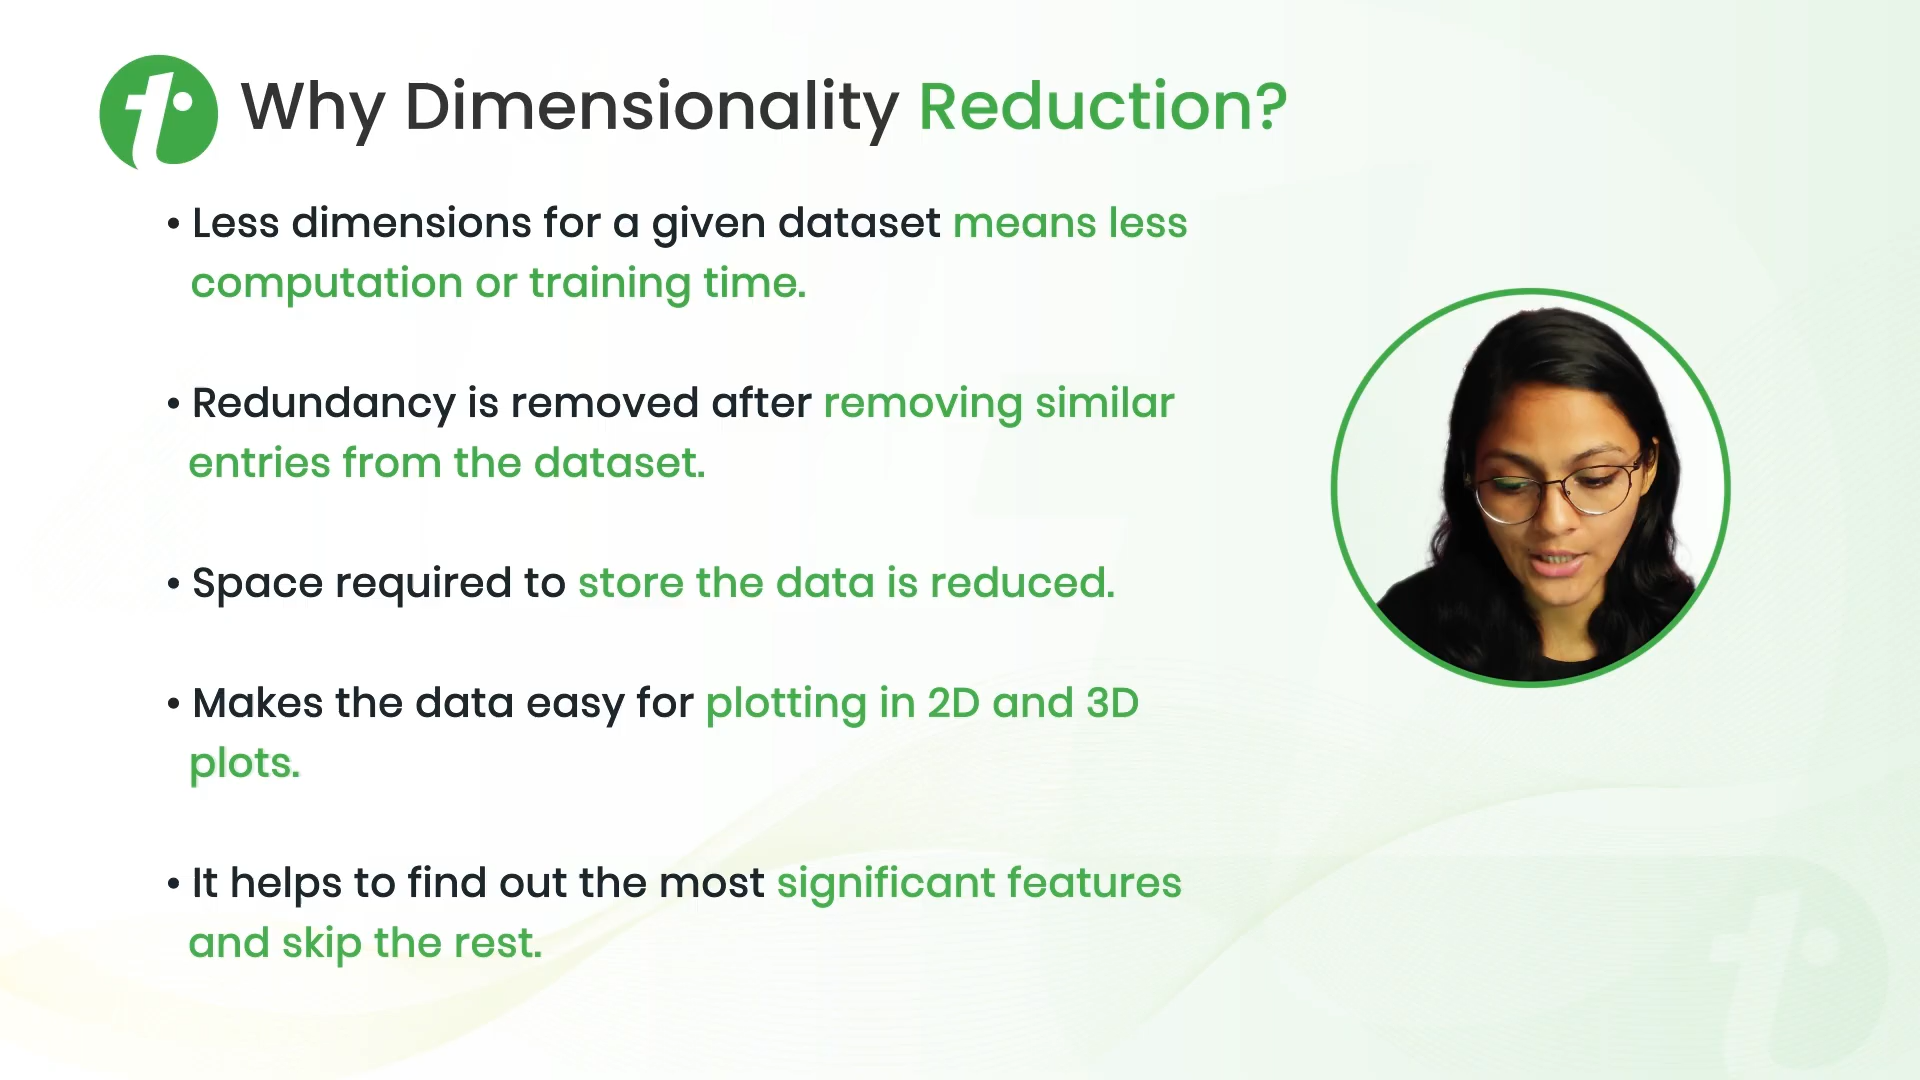 Why Dimensionality Reduction?
• Less dimensions for a given dataset means less
computation or training time.
• Redundancy is removed after removing similar
entries from the dataset.
• Space required to store the data is reduced.
• Makes the data easy for plotting in 2D and 3D
plots.
• It helps to find out the most significant features
and skip the rest.